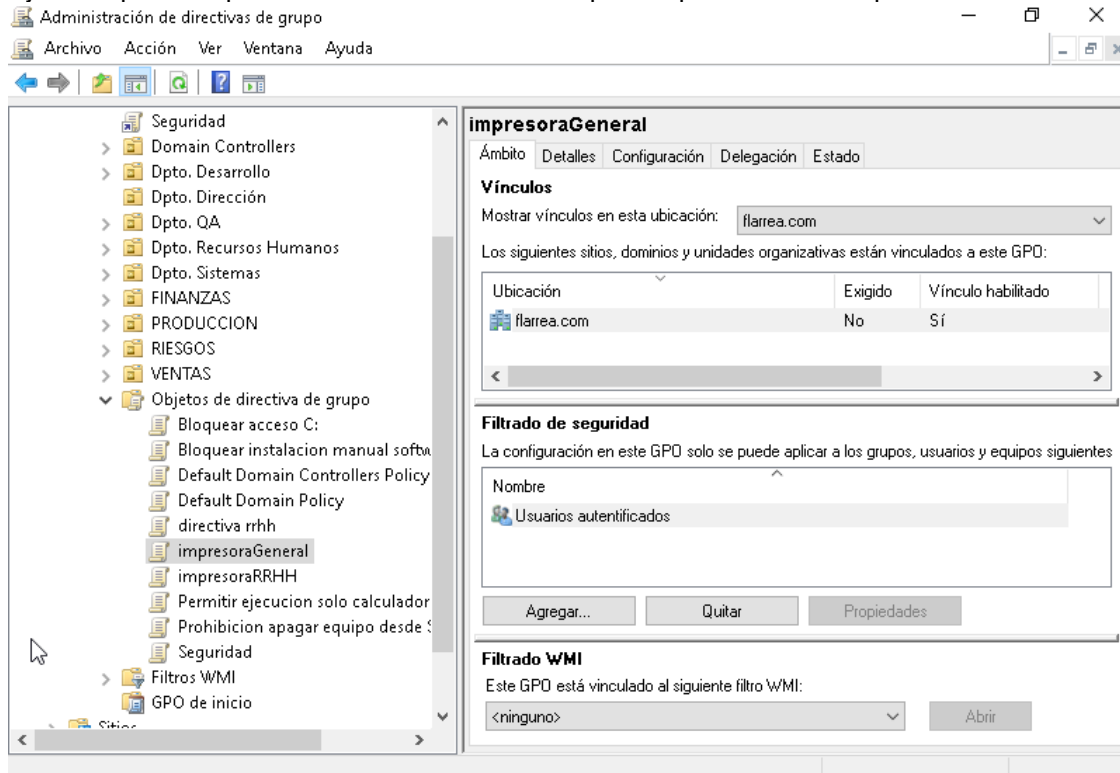 Administración de directivas de grupo
Archivo Acción Ver Ventana Ayuda
Seguridad
Domain Controllers
Dpto. Desarrollo
Dpto. Dirección
Dpto. QA
Dpto. Recursos Humanos
Dpto. Sistemas
FINANZAS
PRODUCCION
RIESGOS
VENTAS
Objetos de directiva de grupo
Bloquear acceso C:
Bloquear instalacion manual softw
Default Domain Controllers Policy
Default Domain Policy
directiva rrhh
impresoraGeneral
impresoraRRHH
Permitir ejecucion solo calculador
Prohibicion apagar equipo desde
Seguridad
Filtros WMI
GPO de inicio
Sitios
impresoraGeneral
Ámbito Detalles Configuración Delegación Estado
Vínculos
Mostrar vínculos en esta ubicación: flarrea.com
Los siguientes sitios, dominios y unidades organizativas están vinculados a este GPO:
Ubicación Exigido Vínculo habilitado
flarrea.com No Sí
Filtrado de seguridad
La configuración en este GPO solo se puede aplicar a los grupos, usuarios y equipos siguientes
Nombre
Usuarios autentificados
Agregar... Quitar Propiedades
Filtrado WMI
Este GPO está vinculado al siguiente filtro WMI:
<ninguno> Abrir